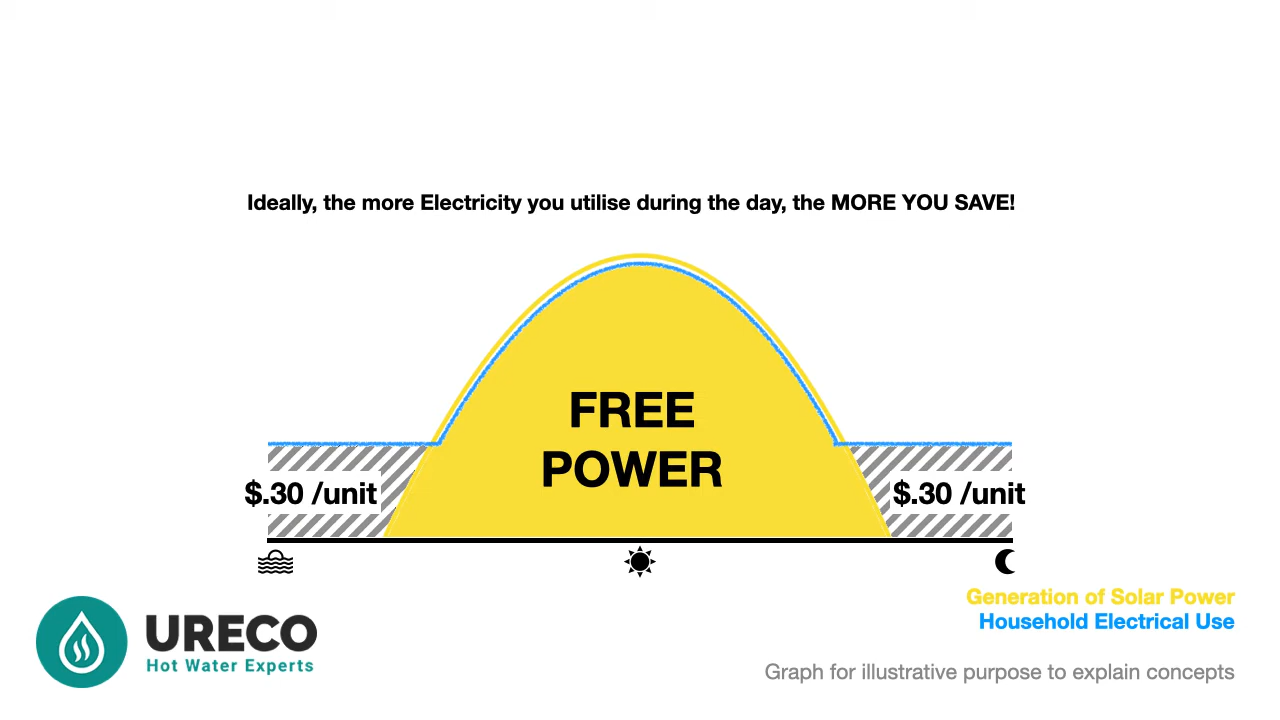 Ideally, the more Electricity you utilise during the day, the MORE YOU SAVE!
FREE
POWER
$.30 /unit
$.30 /unit
Generation of Solar Power
Household Electrical Use
URECO
Hot Water Experts
Graph for illustrative purpose to explain concepts